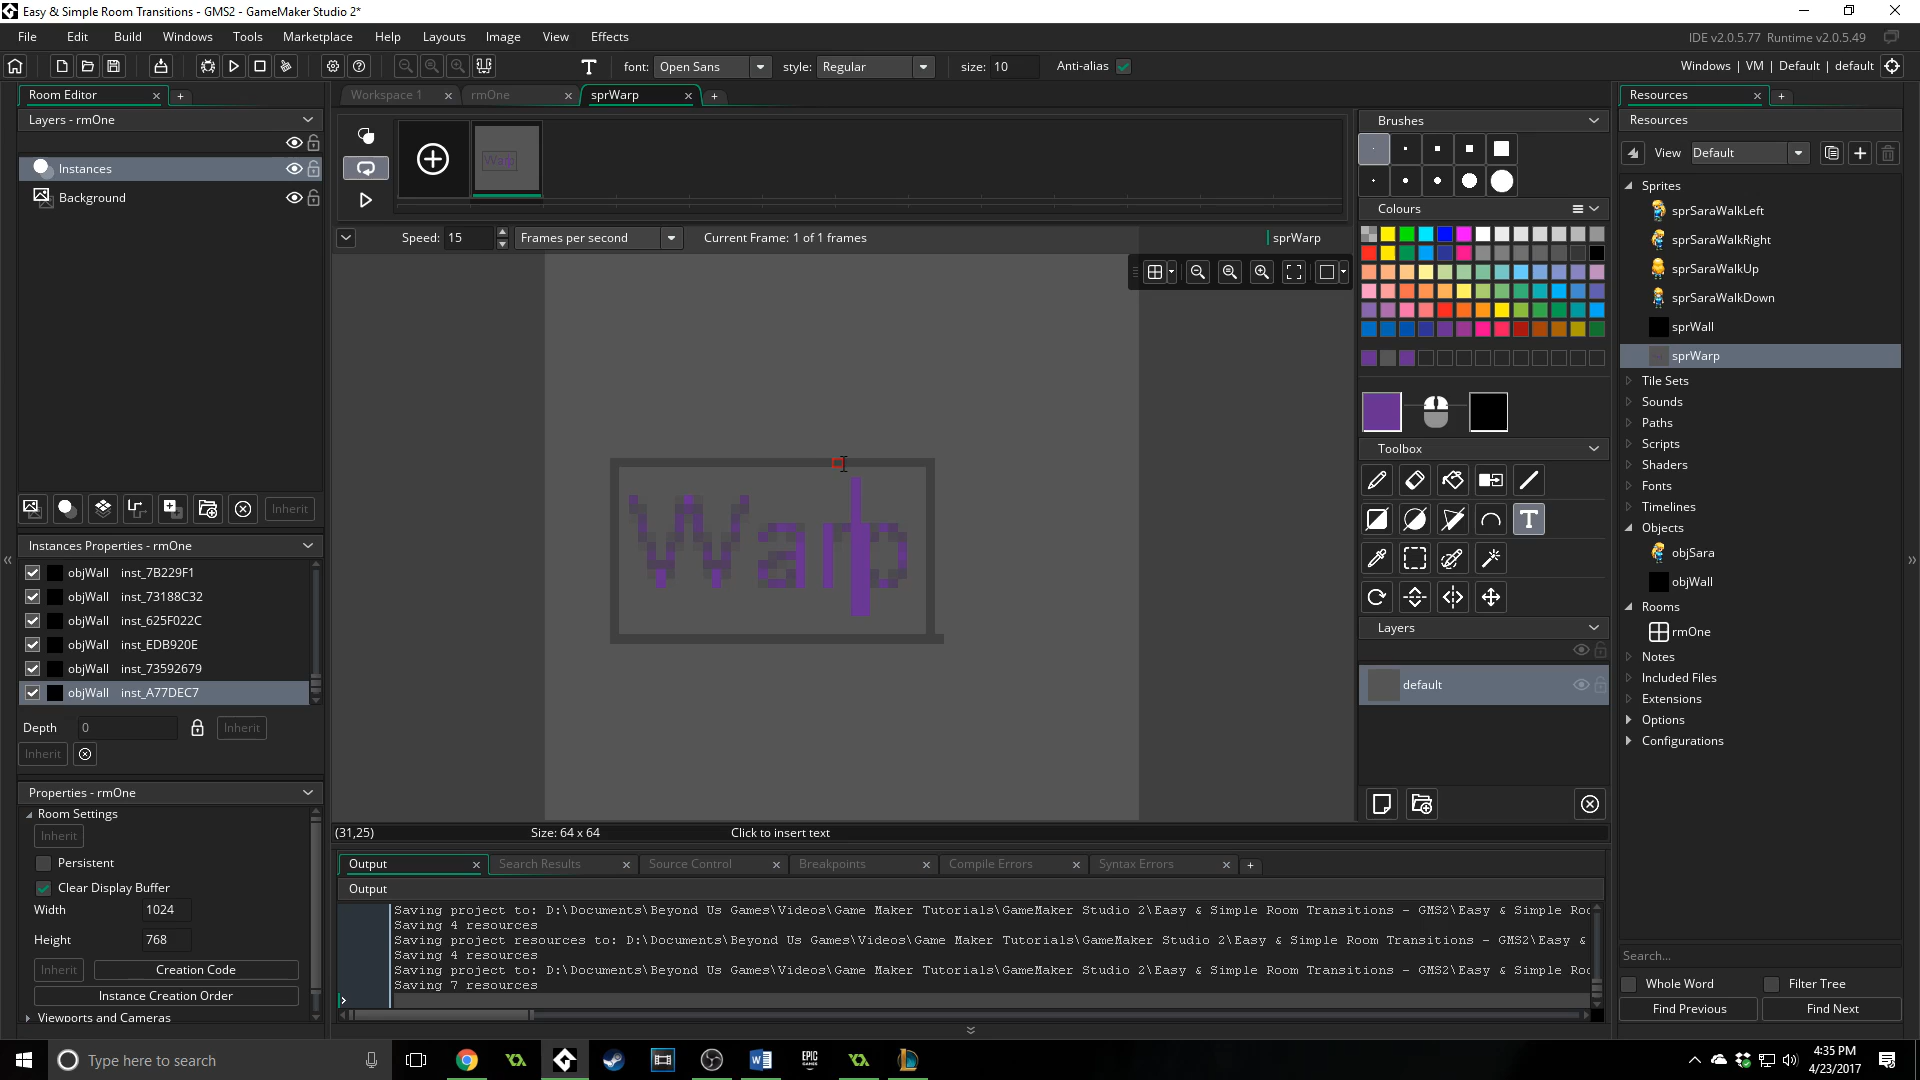 Easy & Simple Room Transitions - GMS2 - GameMaker Studio 2*
File Edit Build Windows Tools Marketplace Help Layouts Image View Effects
IDE v2.0.5.77 Runtime v2.0.5.49
font: Open Sans style: Regular size: 10 Anti-alias
Windows | VM | Default | default
Room Editor
Layers - rmOne
Instances
Background
Inherit
Instances Properties - rmOne
objWall inst_7B229F1
objWall inst_73188C32
objWall inst_625F022C
objWall inst_EDB920E
objWall inst_73592679
objWall inst_A77DEC7
Depth 0 Inherit
Inherit
Properties - rmOne
Room Settings
Inherit
Persistent
Clear Display Buffer
Width 1024
Height 768
Inherit Creation Code
Instance Creation Order
Viewports and Cameras
Workspace 1 rmOne sprWarp
Warp
Speed: 15 Frames per second Current Frame: 1 of 1 frames sprWarp
Warp
(31,25) Size: 64 x 64 Click to insert text
Output Search Results Source Control Breakpoints Compile Errors Syntax Errors
Output
Saving project to: D:\Documents\Beyond Us Games\Videos\Game Maker Tutorials\GameMaker Studio 2\Easy & Simple Room Transitions - GMS2\Easy & Simple Roo
Saving 4 resources
Saving project resources to: D:\Documents\Beyond Us Games\Videos\Game Maker Tutorials\GameMaker Studio 2\Easy & Simple Room Transitions - GMS2\Easy &
Saving 4 resources
Saving project to: D:\Documents\Beyond Us Games\Videos\Game Maker Tutorials\GameMaker Studio 2\Easy & Simple Room Transitions - GMS2\Easy & Simple Roo
Saving 7 resources
Brushes
Colours
Toolbox
T
Layers
default
Resources
Resources
View Default
Sprites
sprSaraWalkLeft
sprSaraWalkRight
sprSaraWalkUp
sprSaraWalkDown
sprWall
sprWarp
Tile Sets
Sounds
Paths
Scripts
Shaders
Fonts
Timelines
Objects
objSara
objWall
Rooms
rmOne
Notes
Included Files
Extensions
Options
Configurations
Search...
Whole Word Filter Tree
Find Previous Find Next
Type here to search
EPIC GAMES
4:35 PM
4/23/2017